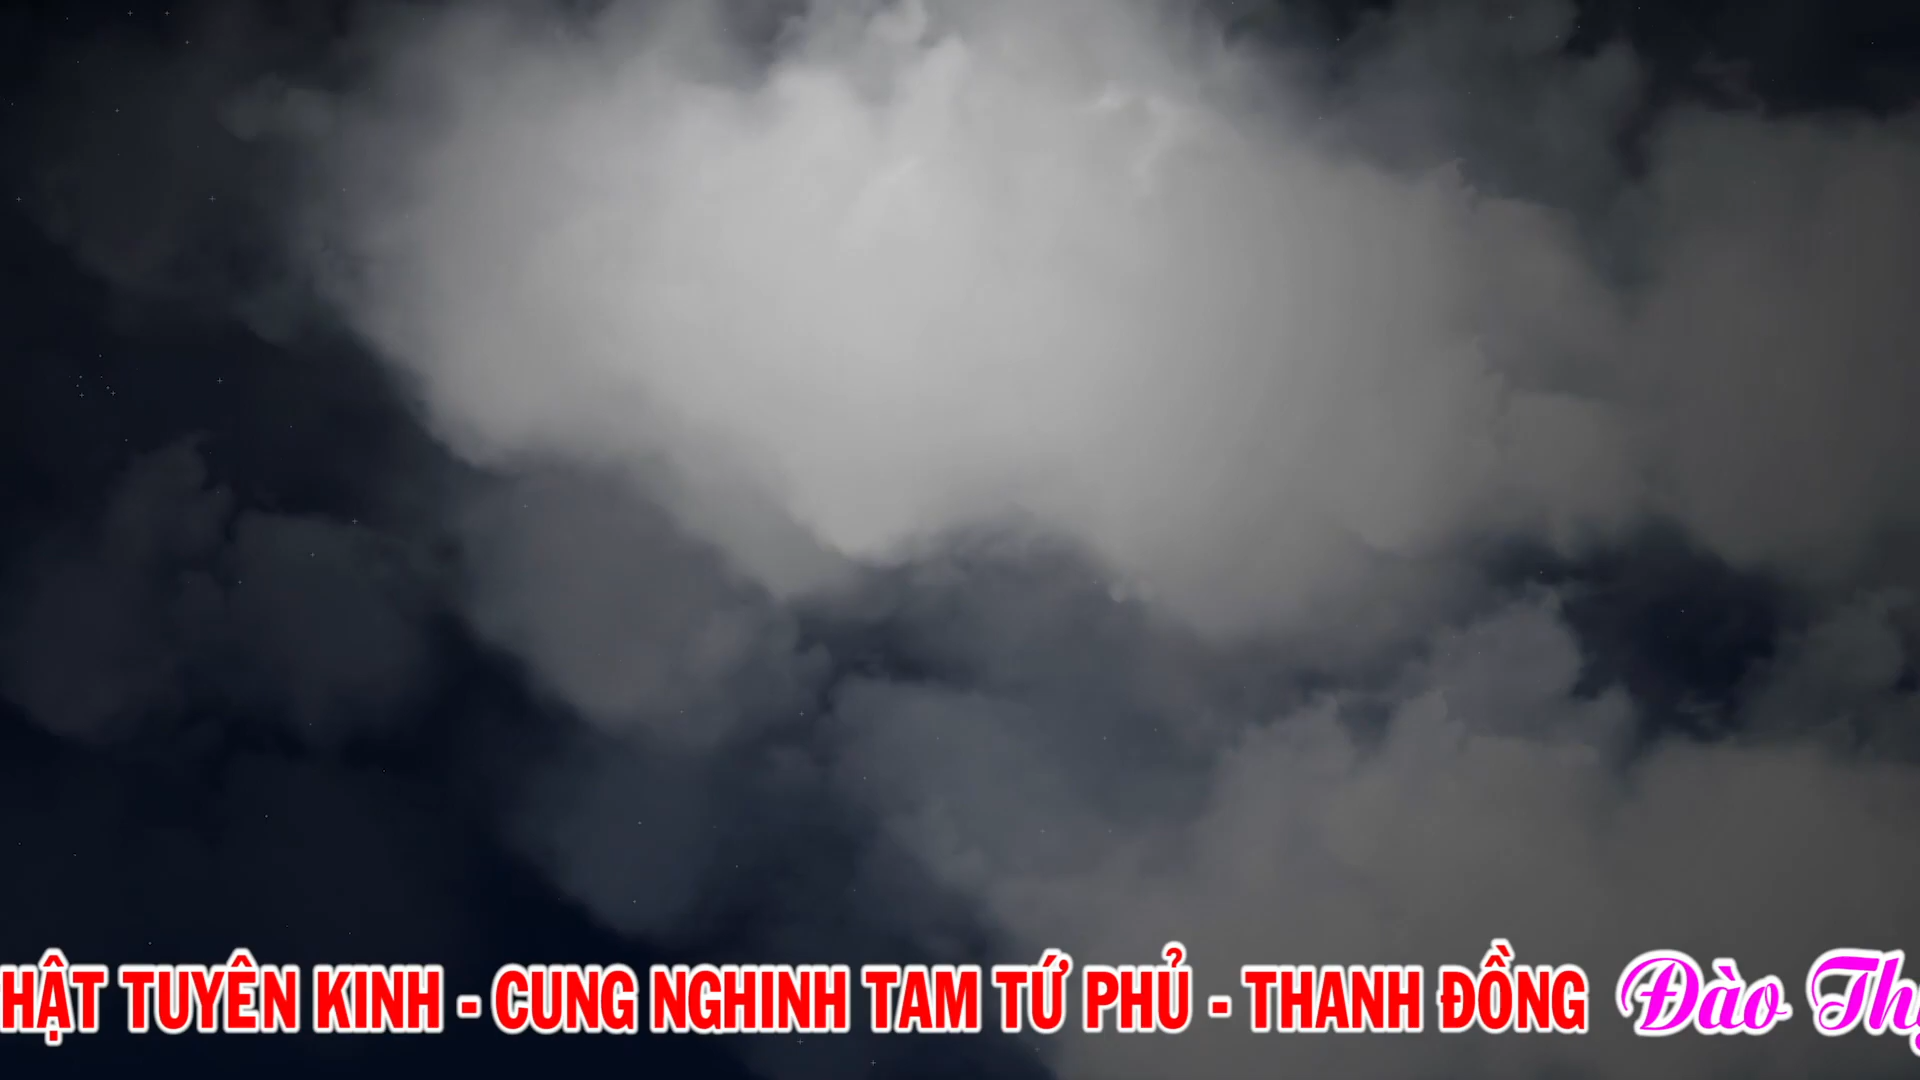 HẬT TUYÊN KINH - CUNG NGHINH TAM TỨ PHỦ - THANH ĐỒNG Đào